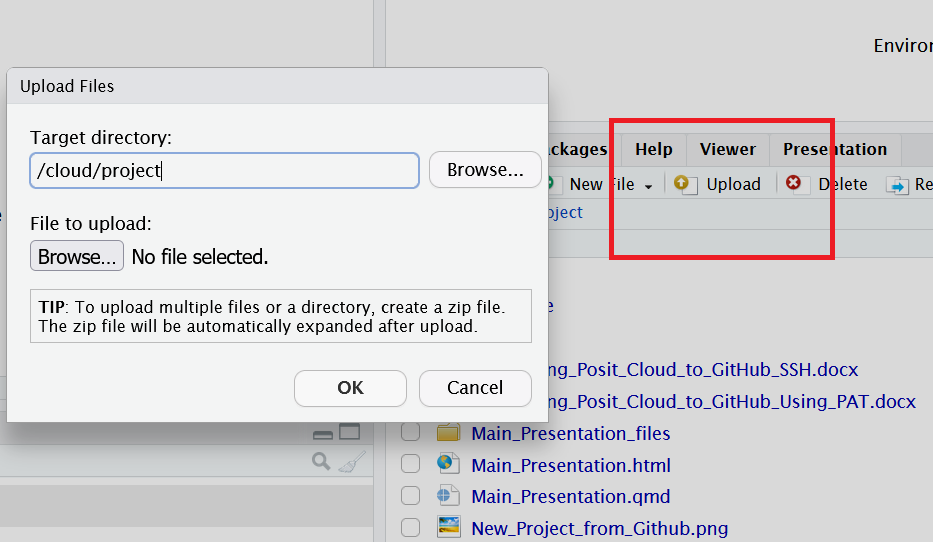 Environ
Upload Files
Target directory:
/cloud/project
Browse...
File to upload:
Browse... No file selected.
TIP: To upload multiple files or a directory, create a zip file.
The zip file will be automatically expanded after upload.
OK Cancel
ckages Help Viewer Presentation
New File Upload Delete Re
oject
e
ng_Posit_Cloud_to_GitHub_SSH.docx
ng_Posit_Cloud_to_GitHub_Using_PAT.docx
Main_Presentation_files
Main_Presentation.html
Main_Presentation.qmd
New_Project_from_Github.png